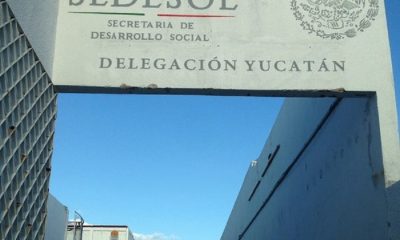 SEDESOL
SECRETARIA DE
DESARROLLO SOCIAL
DELEGACIÓN YUCATÁN